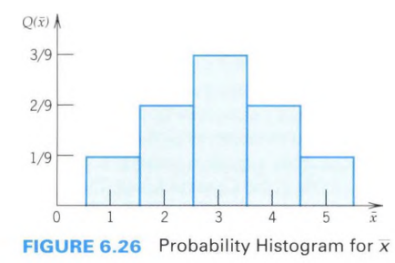 Q(x̄)
3/9
2/9
1/9
0 1 2 3 4 5 x̄
FIGURE 6.26 Probability Histogram for x̄